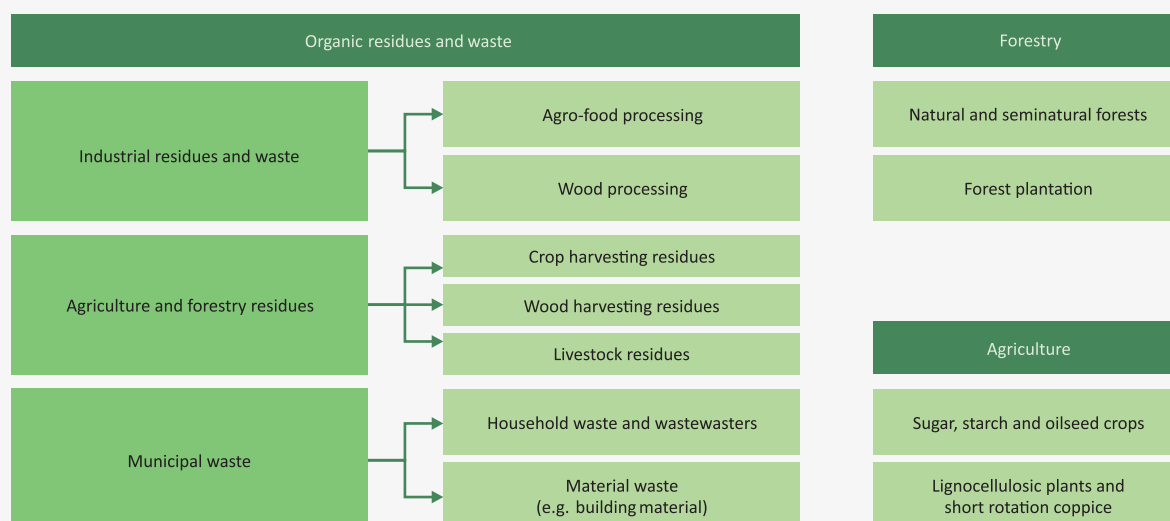 Organic residues and waste
Industrial residues and waste
Agro-food processing
Wood processing
Agriculture and forestry residues
Crop harvesting residues
Wood harvesting residues
Livestock residues
Municipal waste
Household waste and wastewasters
Material waste
(e.g. building material)
Forestry
Natural and seminatural forests
Forest plantation
Agriculture
Sugar, starch and oilseed crops
Lignocellulosic plants and
short rotation coppice